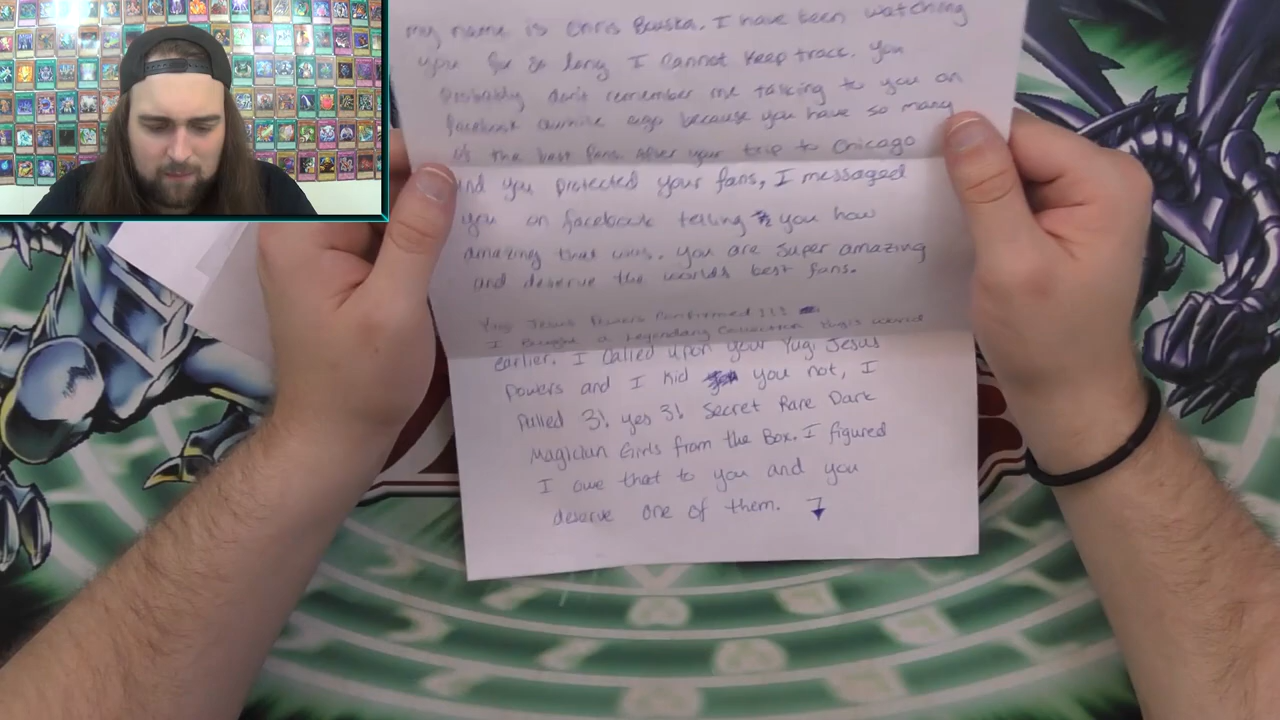 my name is Chris. I have been watching
you for so long I cannot keep track. You
probably don't remember me talking to you on
facebook awhile ago because you have so many
of the best fans. After your trip to Chicago
and you protected your fans, I messaged
you on facebook telling you how
amazing that was. You are super amazing
and deserve the worlds best fans.
Yugi Jesus Powers Confirmed!!!
I Bought a Legendary Collection Yugi's world
earlier. I called upon your Yugi Jesus
powers and I kid you not, I
pulled 3! yes 3! Secret Rare Dark
Magician Girls from the Box. I figured
I owe that to you and you
deserve one of them.